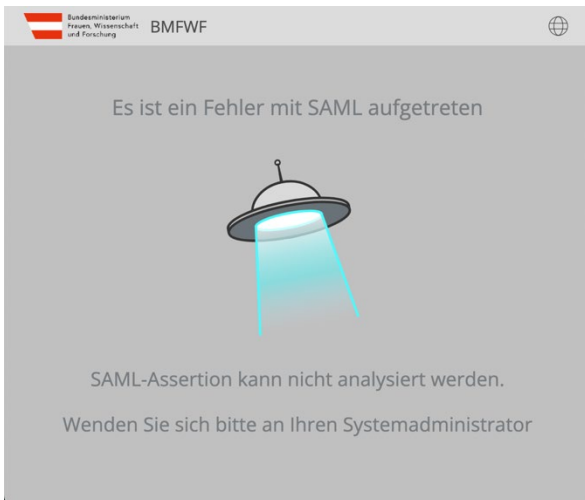 Bundesministerium
Frauen, Wissenschaft
und Forschung
BMFWF
Es ist ein Fehler mit SAML aufgetreten
SAML-Assertion kann nicht analysiert werden.
Wenden Sie sich bitte an Ihren Systemadministrator